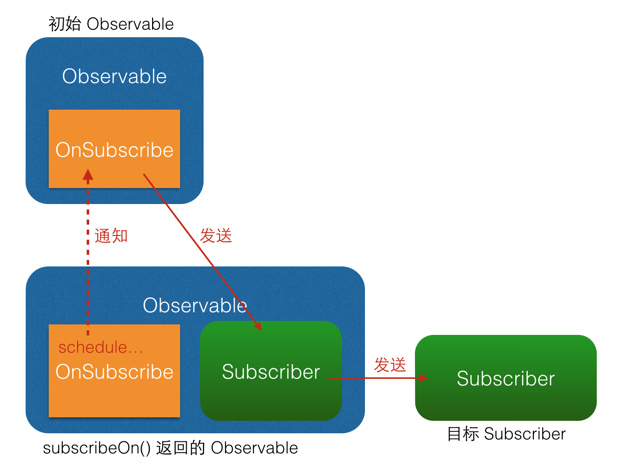 初始 Observable
Observable
OnSubscribe
通知
发送
Observable
schedule...
OnSubscribe
Subscriber
发送
Subscriber
subscribeOn() 返回的 Observable
目标 Subscriber